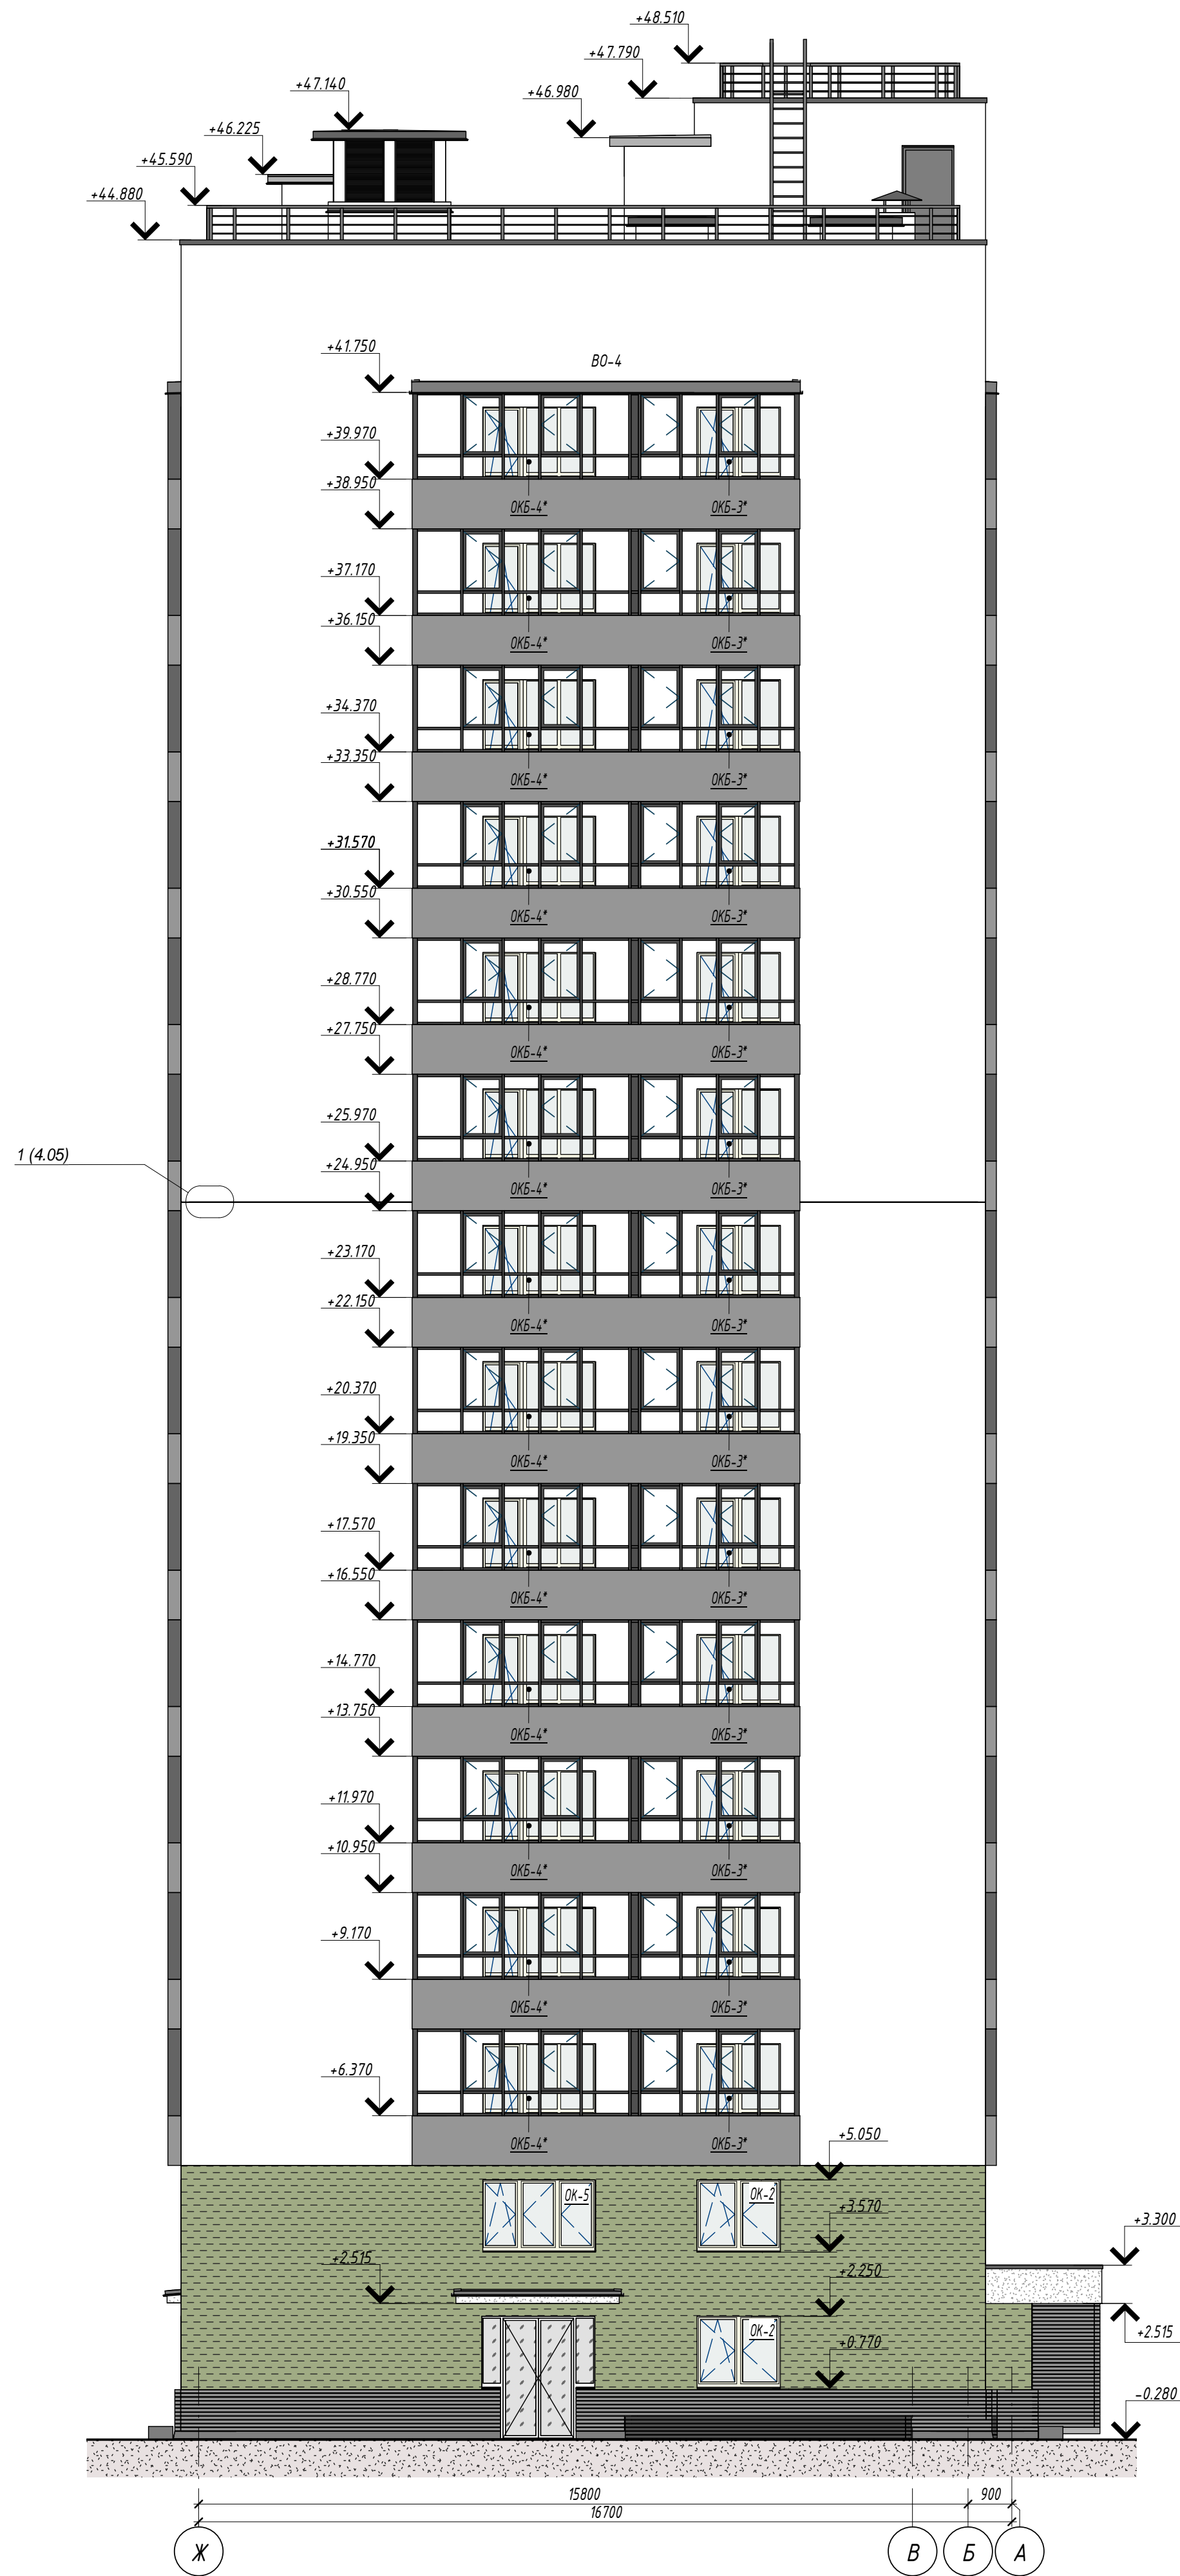 +48.510
+47.790
+47.140
+46.980
+46.225
+45.590
+44.880
+41.750
ВО-4
+39.970
+38.950
ОКБ-4* ОКБ-3*
+37.170
+36.150
ОКБ-4* ОКБ-3*
+34.370
+33.350
ОКБ-4* ОКБ-3*
+31.570
+30.550
ОКБ-4* ОКБ-3*
+28.770
+27.750
ОКБ-4* ОКБ-3*
+25.970
1 (4.05)
+24.950
ОКБ-4* ОКБ-3*
+23.170
+22.150
ОКБ-4* ОКБ-3*
+20.370
+19.350
ОКБ-4* ОКБ-3*
+17.570
+16.550
ОКБ-4* ОКБ-3*
+14.770
+13.750
ОКБ-4* ОКБ-3*
+11.970
+10.950
ОКБ-4* ОКБ-3*
+9.170
ОКБ-4* ОКБ-3*
+6.370
ОКБ-4* ОКБ-3*
+5.050
ОК-5 ОК-2
+3.570
+3.300
+2.515
+2.250
ОК-2
+2.515
+0.770
-0.280
15800 900
16700
Ж В Б А